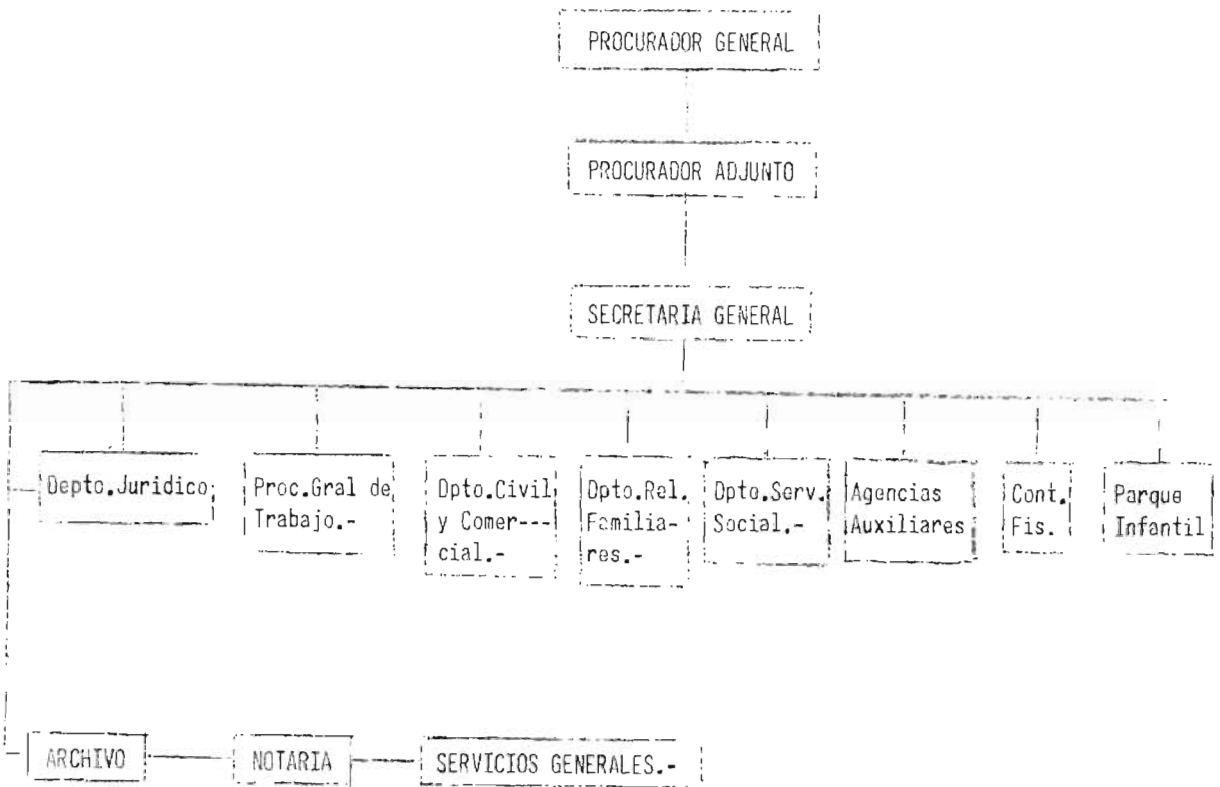 PROCURADOR GENERAL
PROCURADOR ADJUNTO
SECRETARIA GENERAL
Depto.Juridico
Proc.Gral de
Trabajo.-
Dpto.Civil
y Comer---
cial.-
Dpto.Rel.
Familia-
res.-
Dpto.Serv.
Social.-
Agencias
Auxiliares
Cont.
Fis.
Parque
Infantil
ARCHIVO
NOTARIA
SERVICIOS GENERALES.-